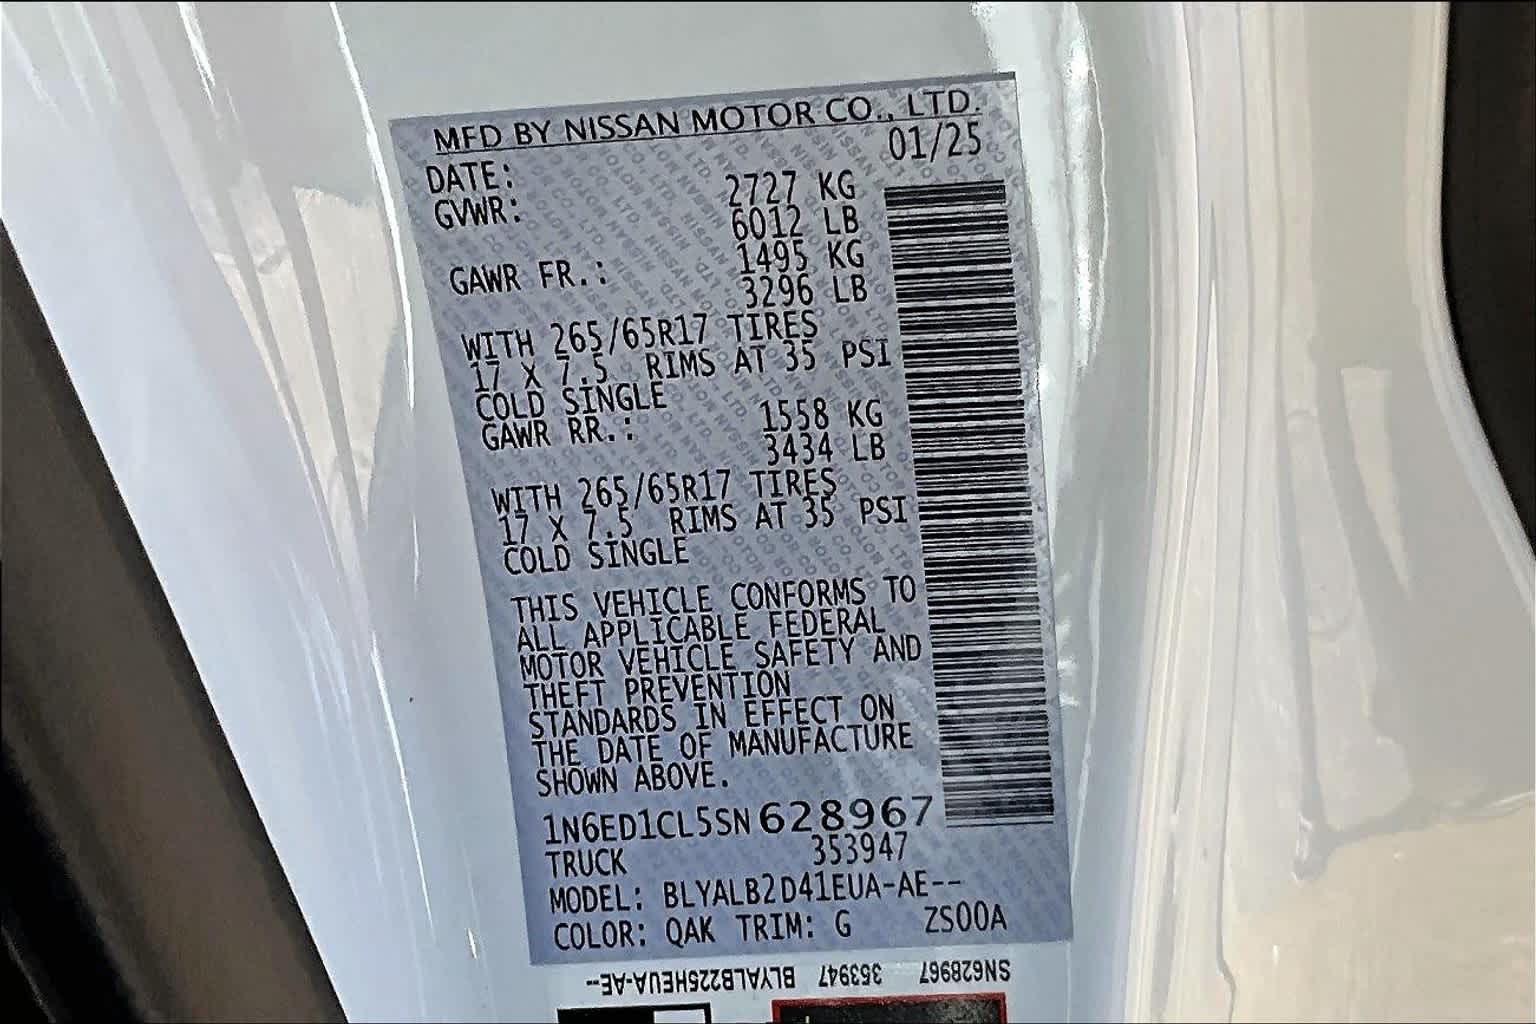 MFD BY NISSAN MOTOR CO., LTD.
DATE: 01/25
GVWR: 2727 KG
6012 LB
GAWR FR.: 1495 KG
3296 LB
WITH 265/65R17 TIRES
17 X 7.5 RIMS AT 35 PSI
COLD SINGLE
GAWR RR.: 1558 KG
3434 LB
WITH 265/65R17 TIRES
17 X 7.5 RIMS AT 35 PSI
COLD SINGLE
THIS VEHICLE CONFORMS TO
ALL APPLICABLE FEDERAL
MOTOR VEHICLE SAFETY AND
THEFT PREVENTION
STANDARDS IN EFFECT ON
THE DATE OF MANUFACTURE
SHOWN ABOVE.
1N6ED1CL5SN628967
TRUCK 353947
MODEL: BLYALB2D41EUA-AE--
COLOR: QAK TRIM: G ZS00A
SN628967 353947 BLYALB225HEUA-AE--